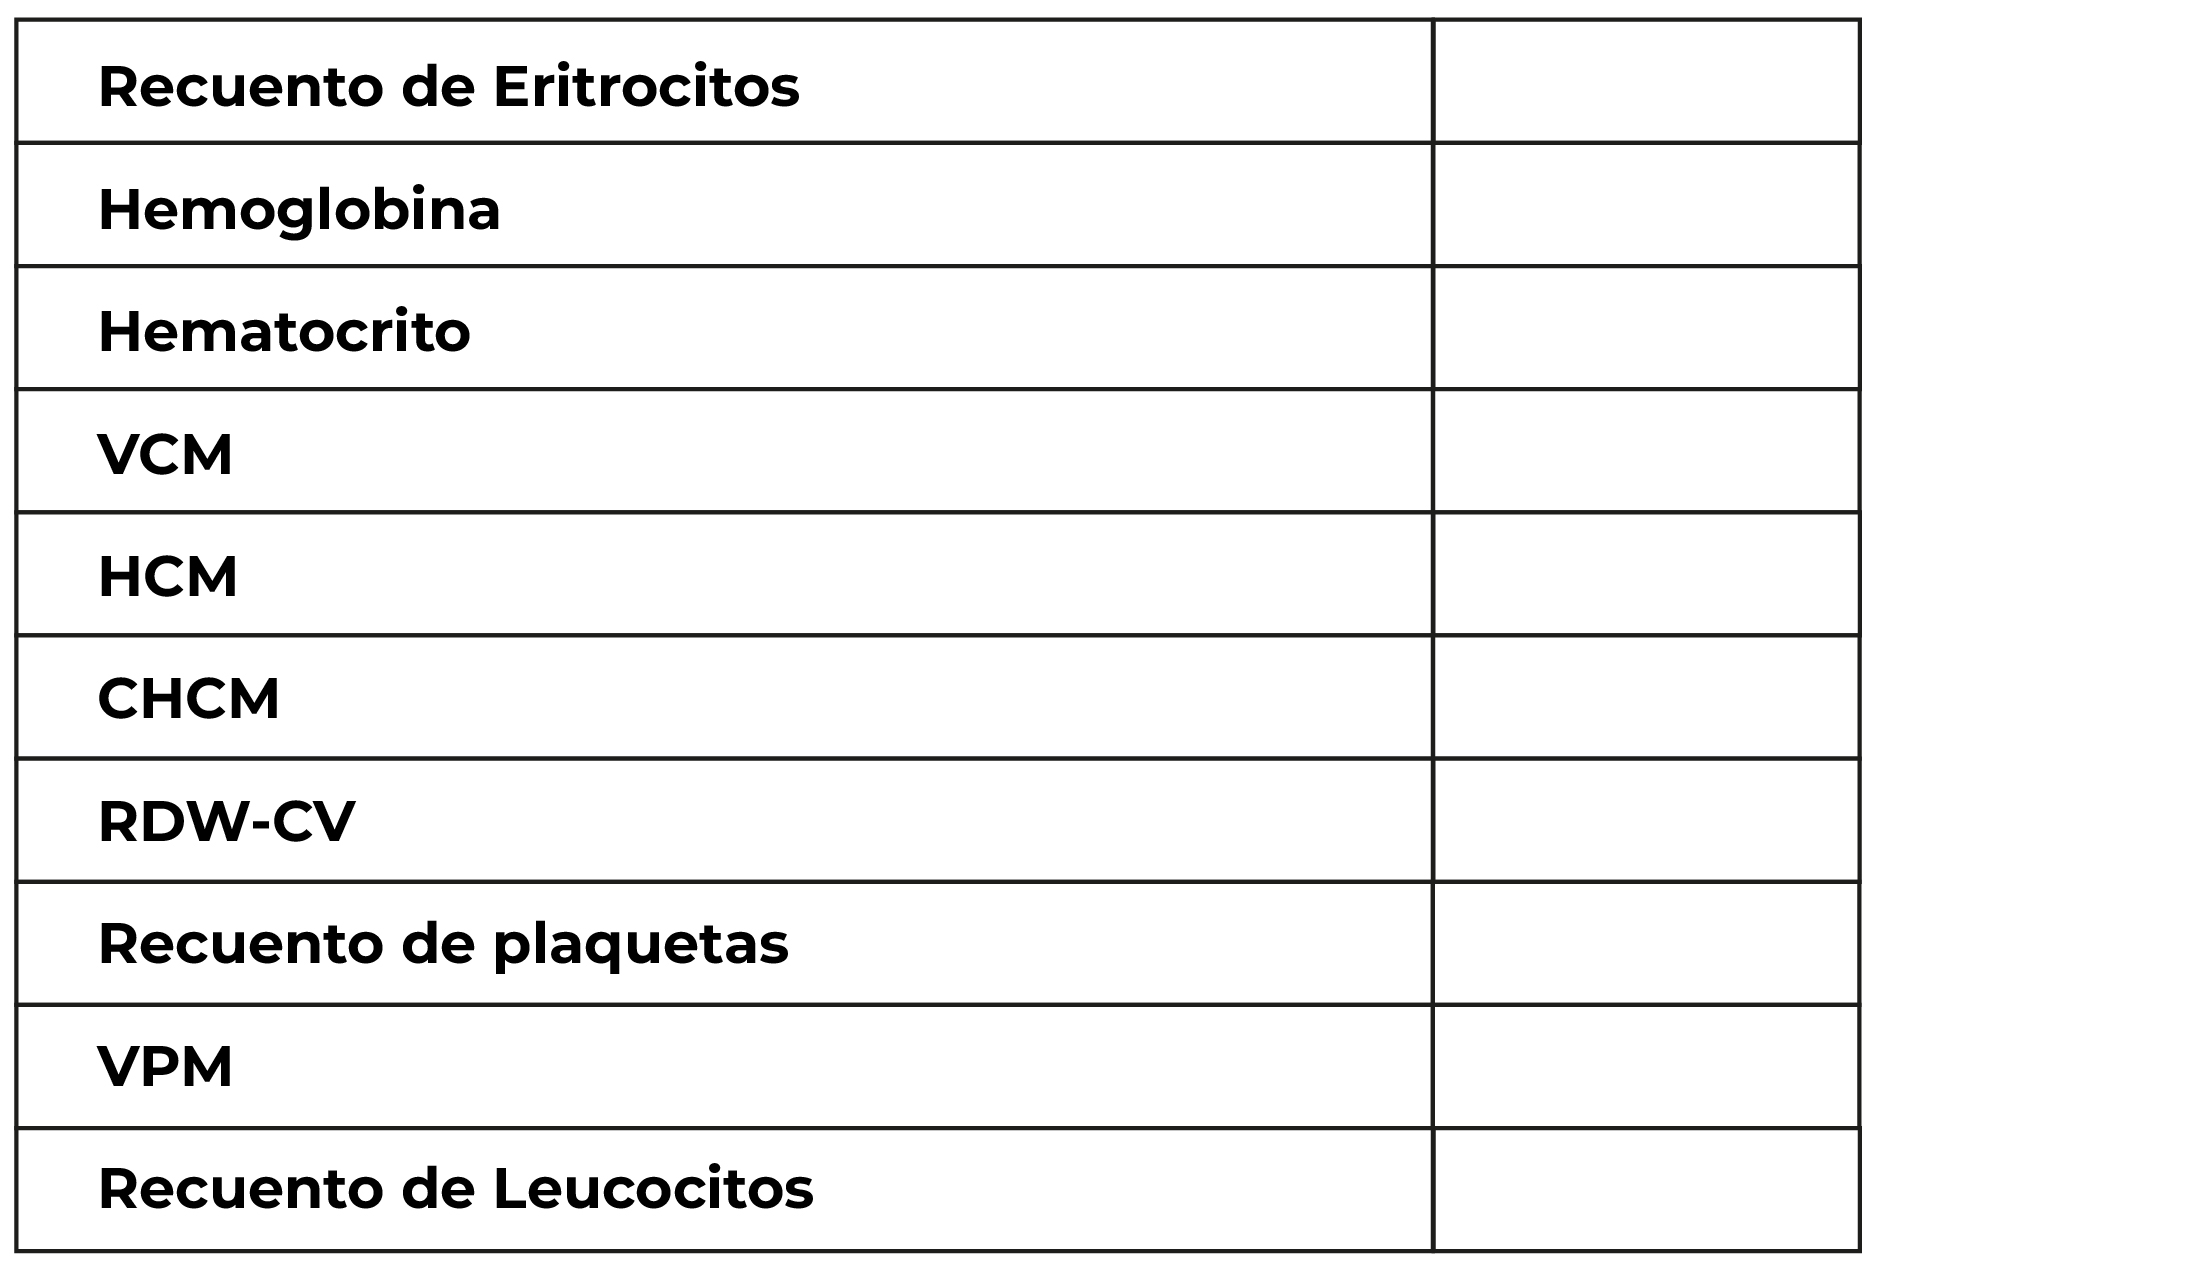 Recuento de Eritrocitos
Hemoglobina
Hematocrito
VCM
HCM
CHCM
RDW-CV
Recuento de plaquetas
VPM
Recuento de Leucocitos